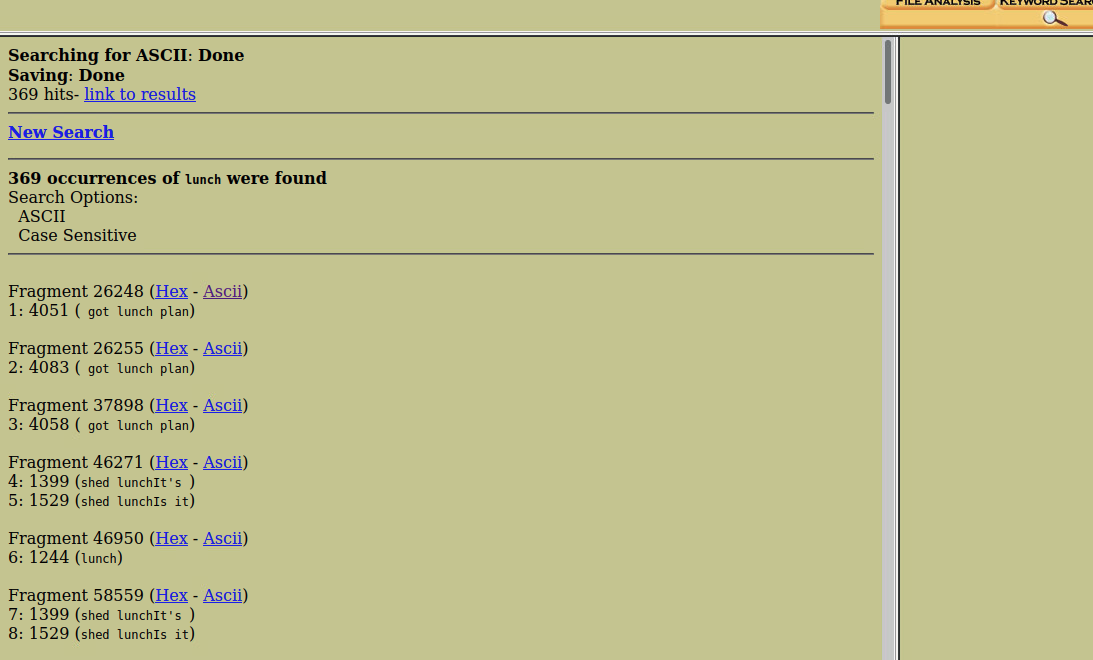 FILE ANALYSIS KEYWORD SEAR
Searching for ASCII: Done
Saving: Done
369 hits- link to results
New Search
369 occurrences of lunch were found
Search Options:
ASCII
Case Sensitive
Fragment 26248 (Hex - Ascii)
1: 4051 ( got lunch plan)
Fragment 26255 (Hex - Ascii)
2: 4083 ( got lunch plan)
Fragment 37898 (Hex - Ascii)
3: 4058 ( got lunch plan)
Fragment 46271 (Hex - Ascii)
4: 1399 (shed lunchIt's )
5: 1529 (shed lunchIs it)
Fragment 46950 (Hex - Ascii)
6: 1244 (lunch)
Fragment 58559 (Hex - Ascii)
7: 1399 (shed lunchIt's )
8: 1529 (shed lunchIs it)